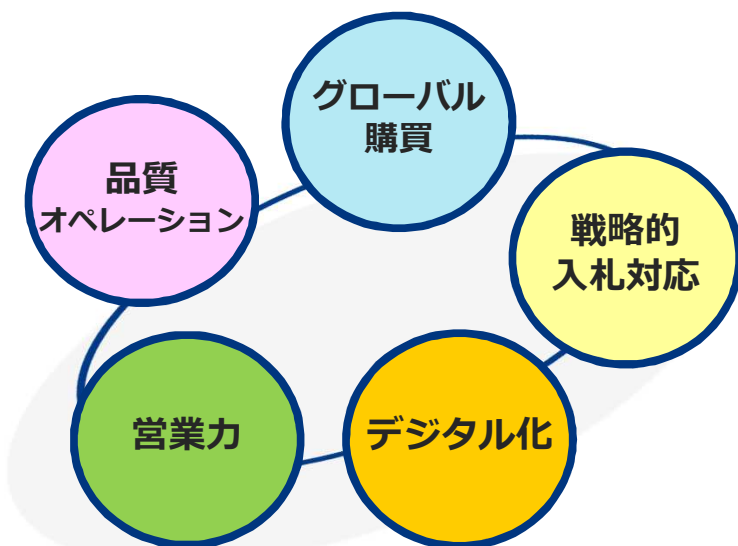 グローバル
購買
品質
オペレーション
戦略的
入札対応
営業力
デジタル化